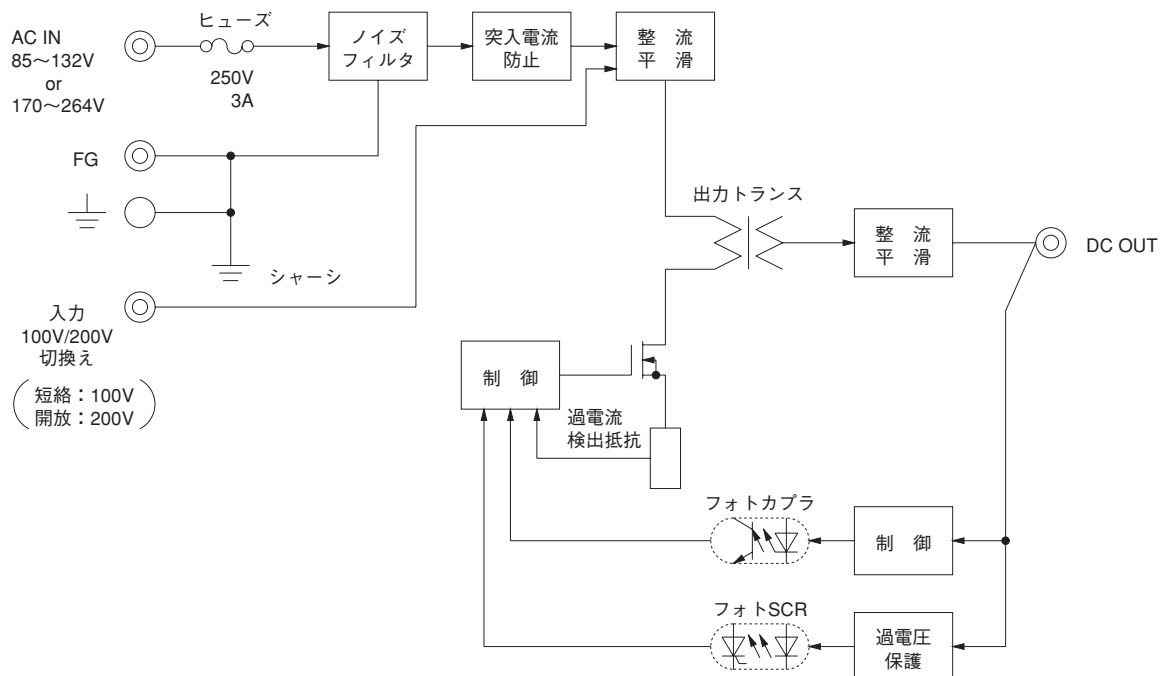 AC IN
85〜132V
or
170〜264V
ヒューズ
250V
3A
ノイズ
フィルタ
突入電流
防止
整 流
平 滑
FG
シャーシ
入力
100V/200V
切換え
短絡：100V
開放：200V
出力トランス
整 流
平 滑
DC OUT
制 御
過電流
検出抵抗
フォトカプラ
制 御
フォトSCR
過電圧
保護